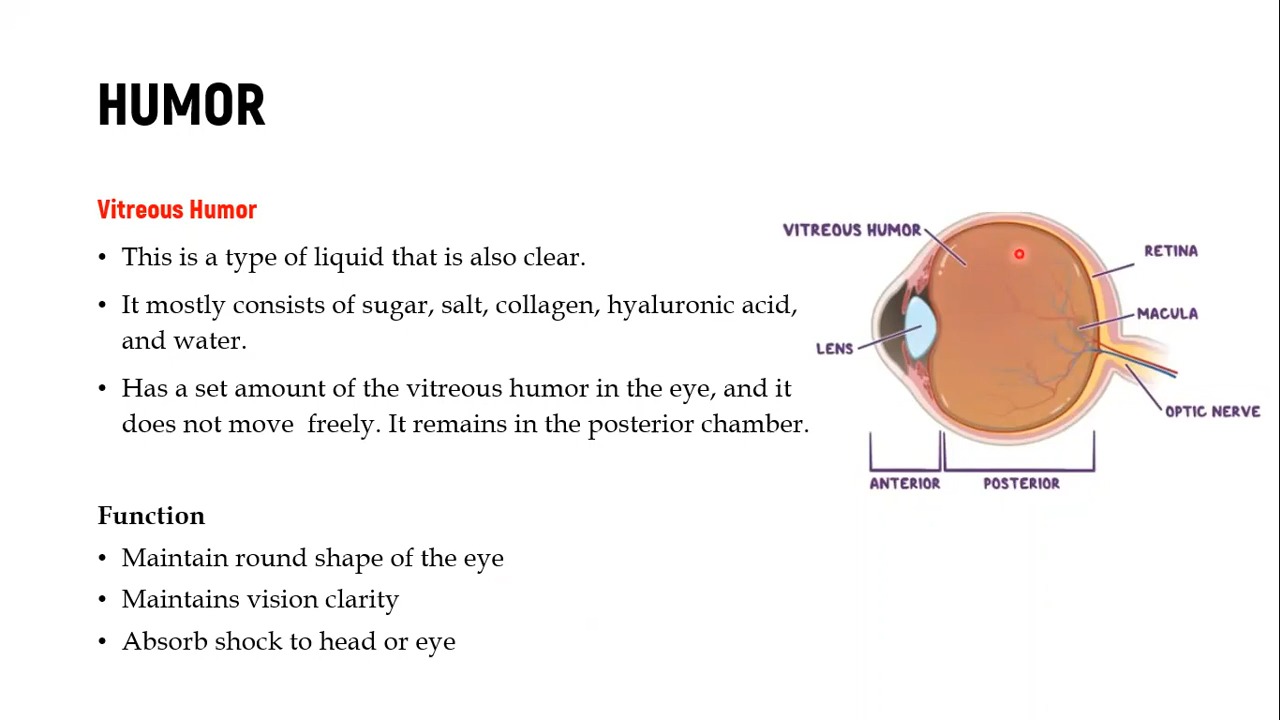 HUMOR
Vitreous Humor
• This is a type of liquid that is also clear.
• It mostly consists of sugar, salt, collagen, hyaluronic acid,
and water.
• Has a set amount of the vitreous humor in the eye, and it
does not move  freely. It remains in the posterior chamber.
Function
• Maintain round shape of the eye
• Maintains vision clarity
• Absorb shock to head or eye
VITREOUS HUMOR
RETINA
MACULA
LENS
OPTIC NERVE
ANTERIOR
POSTERIOR